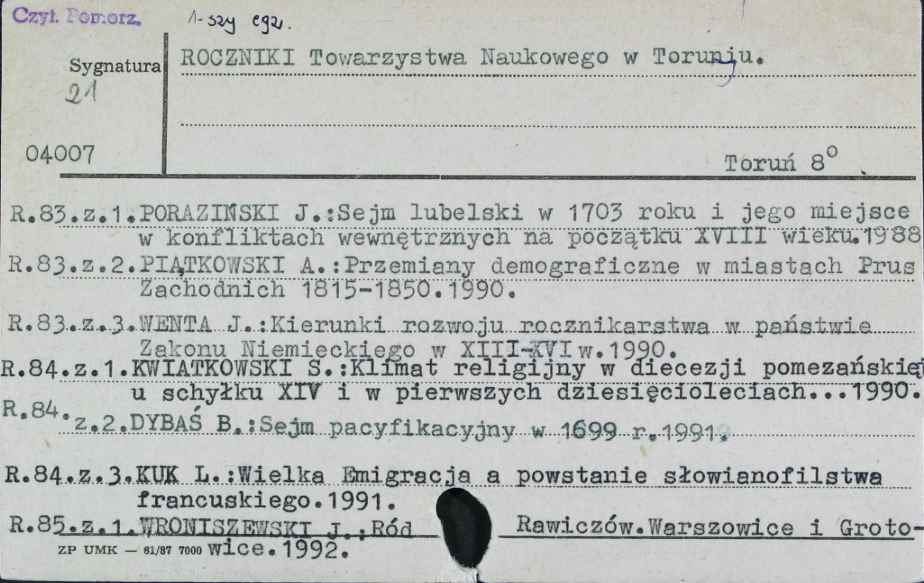 Czyt. Pomorz.
1-szy egz.
Sygnatura
21
04007
ROCZNIKI Towarzystwa Naukowego w Toruniu.
Toruń 8°
R.83.z.1.PORAZIŃSKI J.:Sejm lubelski w 1703 roku i jego miejsce
w konfliktach wewnętrznych na początku XVIII wieku.1988
R.83.z.2.PIĄTKOWSKI A.:Przemiany demograficzne w miastach Prus
Zachodnich 1815-1850.1990.
R.83.z.3.WENTA J.:Kierunki rozwoju rocznikarstwa w państwie
Zakonu Niemieckiego w XIII-XVI w.1990.
R.84.z.1.KWIATKOWSKI S.:Klimat religijny w diecezji pomezańskiej
u schyłku XIV i w pierwszych dziesięcioleciach...1990.
R.84.z.2.DYBAŚ B.:Sejm pacyfikacyjny w 1699 r.1991.
R.84.z.3.KUK L.:Wielka Emigracja a powstanie słowianofilstwa
francuskiego.1991.
R.85.z.1.WRONISZEWSKI J.:Ród Rawiczów.Warszowice i Groto-
wice.1992.
ZP UMK — 61/87 7000